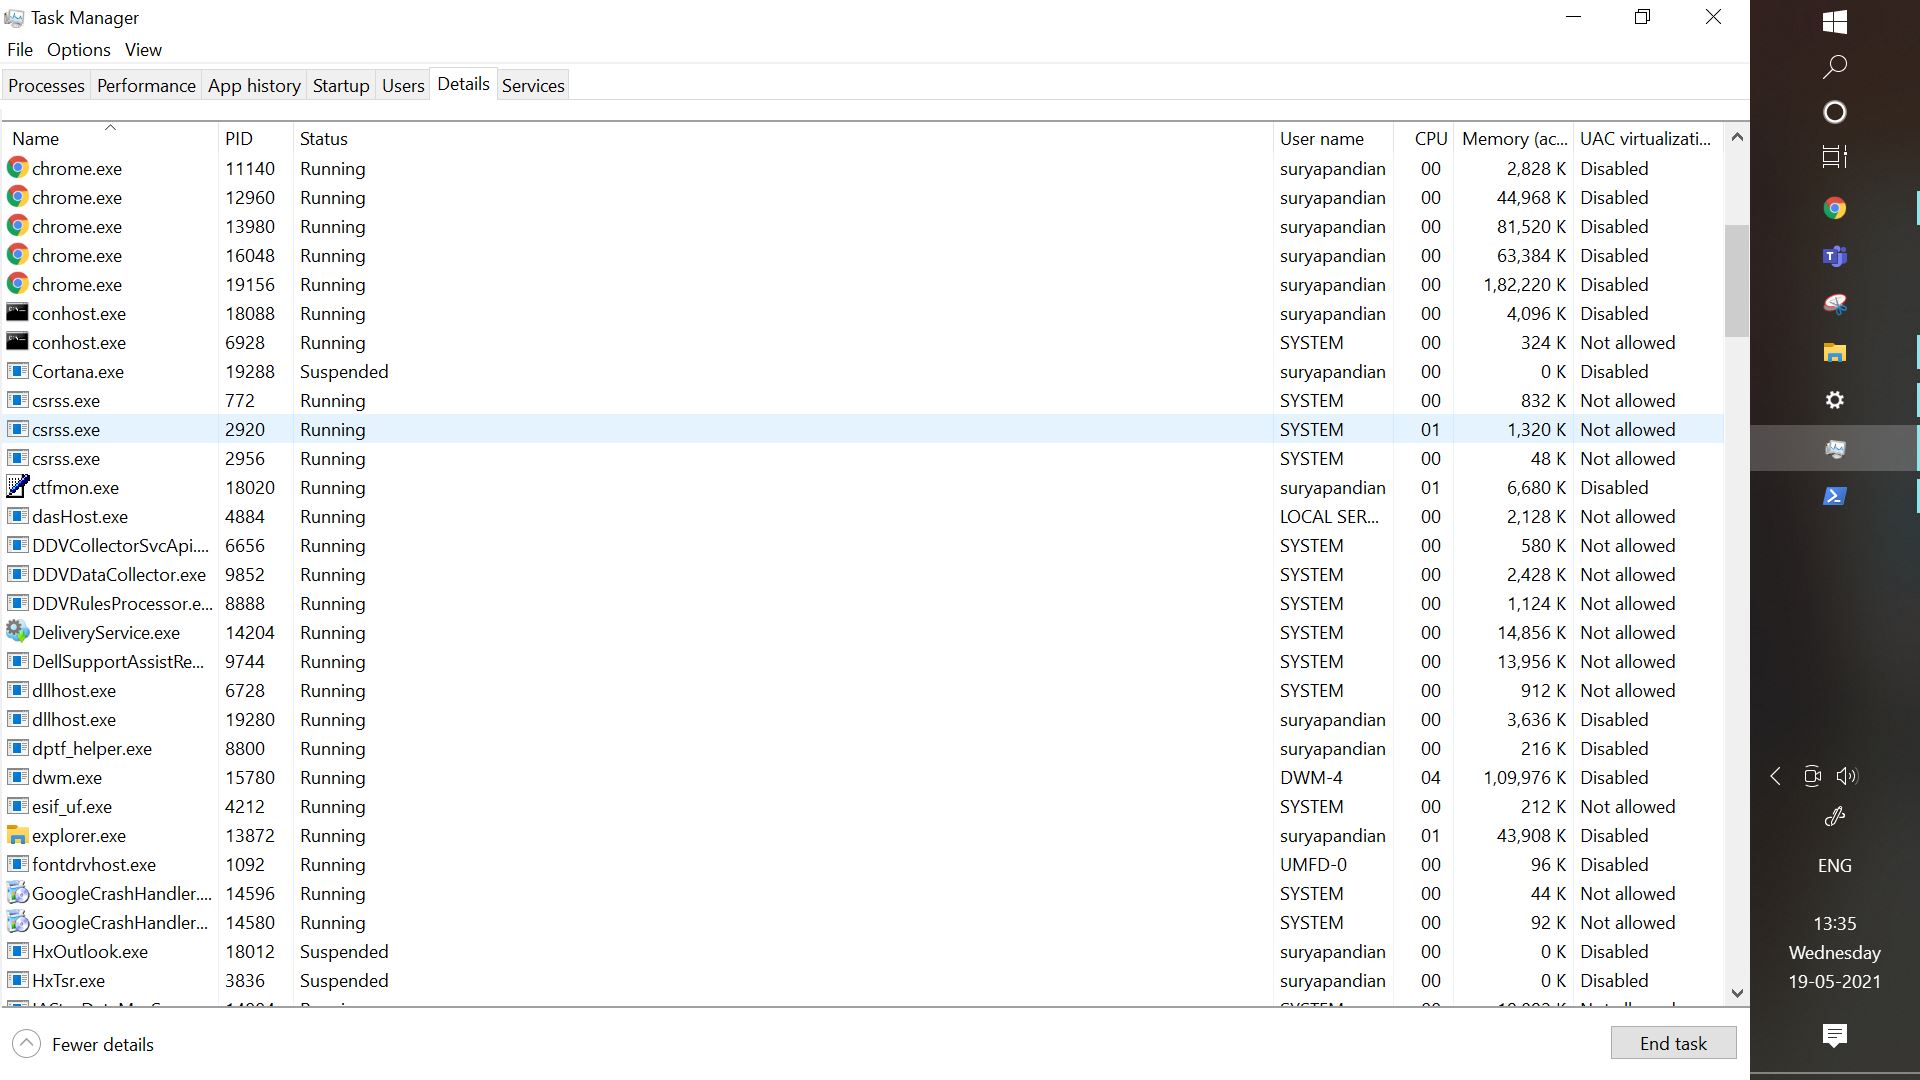 Task Manager
File Options View
Processes Performance App history Startup Users Details Services
Name PID Status User name CPU Memory (ac... UAC virtualizati...
chrome.exe 11140 Running suryapandian 00 2,828 K Disabled
chrome.exe 12960 Running suryapandian 00 44,968 K Disabled
chrome.exe 13980 Running suryapandian 00 81,520 K Disabled
chrome.exe 16048 Running suryapandian 00 63,384 K Disabled
chrome.exe 19156 Running suryapandian 00 1,82,220 K Disabled
conhost.exe 18088 Running suryapandian 00 4,096 K Disabled
conhost.exe 6928 Running SYSTEM 00 324 K Not allowed
Cortana.exe 19288 Suspended suryapandian 00 0 K Disabled
csrss.exe 772 Running SYSTEM 00 832 K Not allowed
csrss.exe 2920 Running SYSTEM 01 1,320 K Not allowed
csrss.exe 2956 Running SYSTEM 00 48 K Not allowed
ctfmon.exe 18020 Running suryapandian 01 6,680 K Disabled
dasHost.exe 4884 Running LOCAL SER... 00 2,128 K Not allowed
DDVCollectorSvcApi.... 6656 Running SYSTEM 00 580 K Not allowed
DDVDataCollector.exe 9852 Running SYSTEM 00 2,428 K Not allowed
DDVRulesProcessor.e... 8888 Running SYSTEM 00 1,124 K Not allowed
DeliveryService.exe 14204 Running SYSTEM 00 14,856 K Not allowed
DellSupportAssistRe... 9744 Running SYSTEM 00 13,956 K Not allowed
dllhost.exe 6728 Running SYSTEM 00 912 K Not allowed
dllhost.exe 19280 Running suryapandian 00 3,636 K Disabled
dptf_helper.exe 8800 Running suryapandian 00 216 K Disabled
dwm.exe 15780 Running DWM-4 04 1,09,976 K Disabled
esif_uf.exe 4212 Running SYSTEM 00 212 K Not allowed
explorer.exe 13872 Running suryapandian 01 43,908 K Disabled
fontdrvhost.exe 1092 Running UMFD-0 00 96 K Disabled
GoogleCrashHandler.... 14596 Running SYSTEM 00 44 K Not allowed
GoogleCrashHandler... 14580 Running SYSTEM 00 92 K Not allowed
HxOutlook.exe 18012 Suspended suryapandian 00 0 K Disabled
HxTsr.exe 3836 Suspended suryapandian 00 0 K Disabled
Fewer details
End task
ENG
13:35
Wednesday
19-05-2021